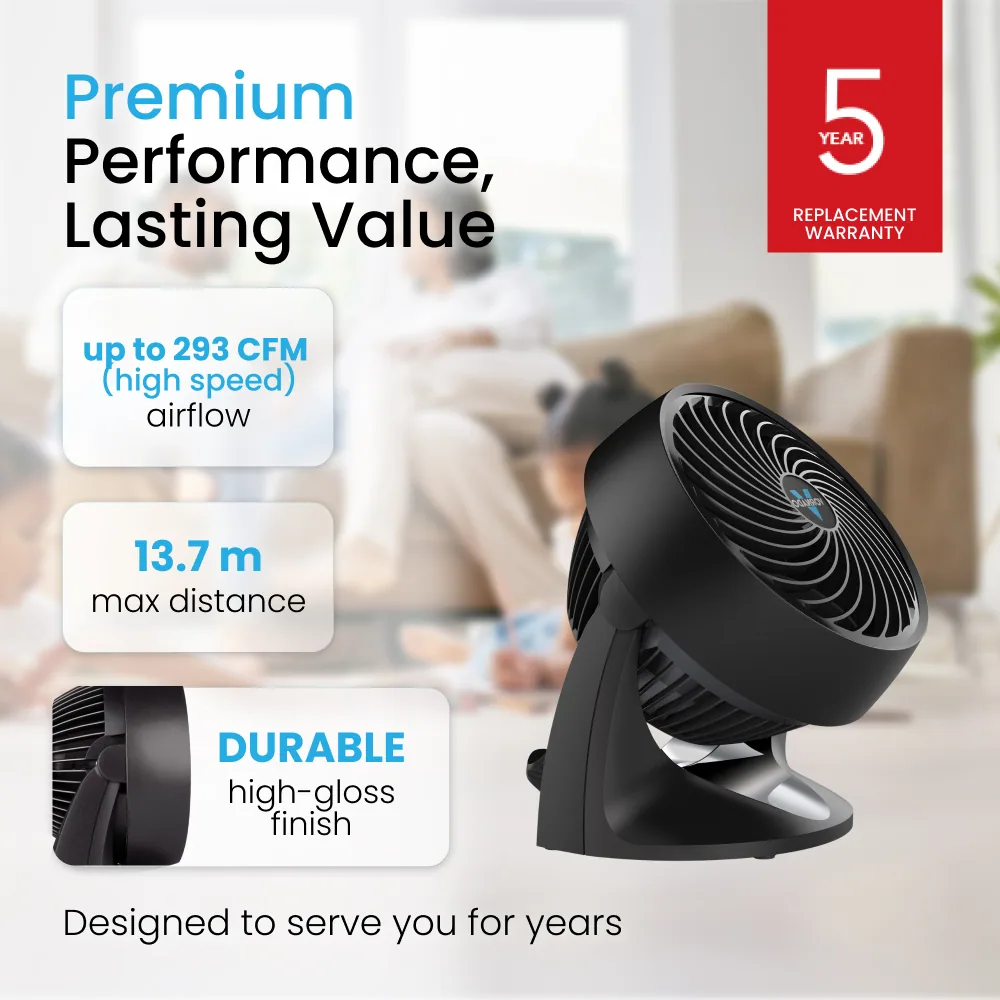 Premium
Performance,
Lasting Value
5
YEAR
REPLACEMENT
WARRANTY
up to 293 CFM
(high speed)
airflow
13.7 m
max distance
DURABLE
high-gloss
finish
Designed to serve you for years